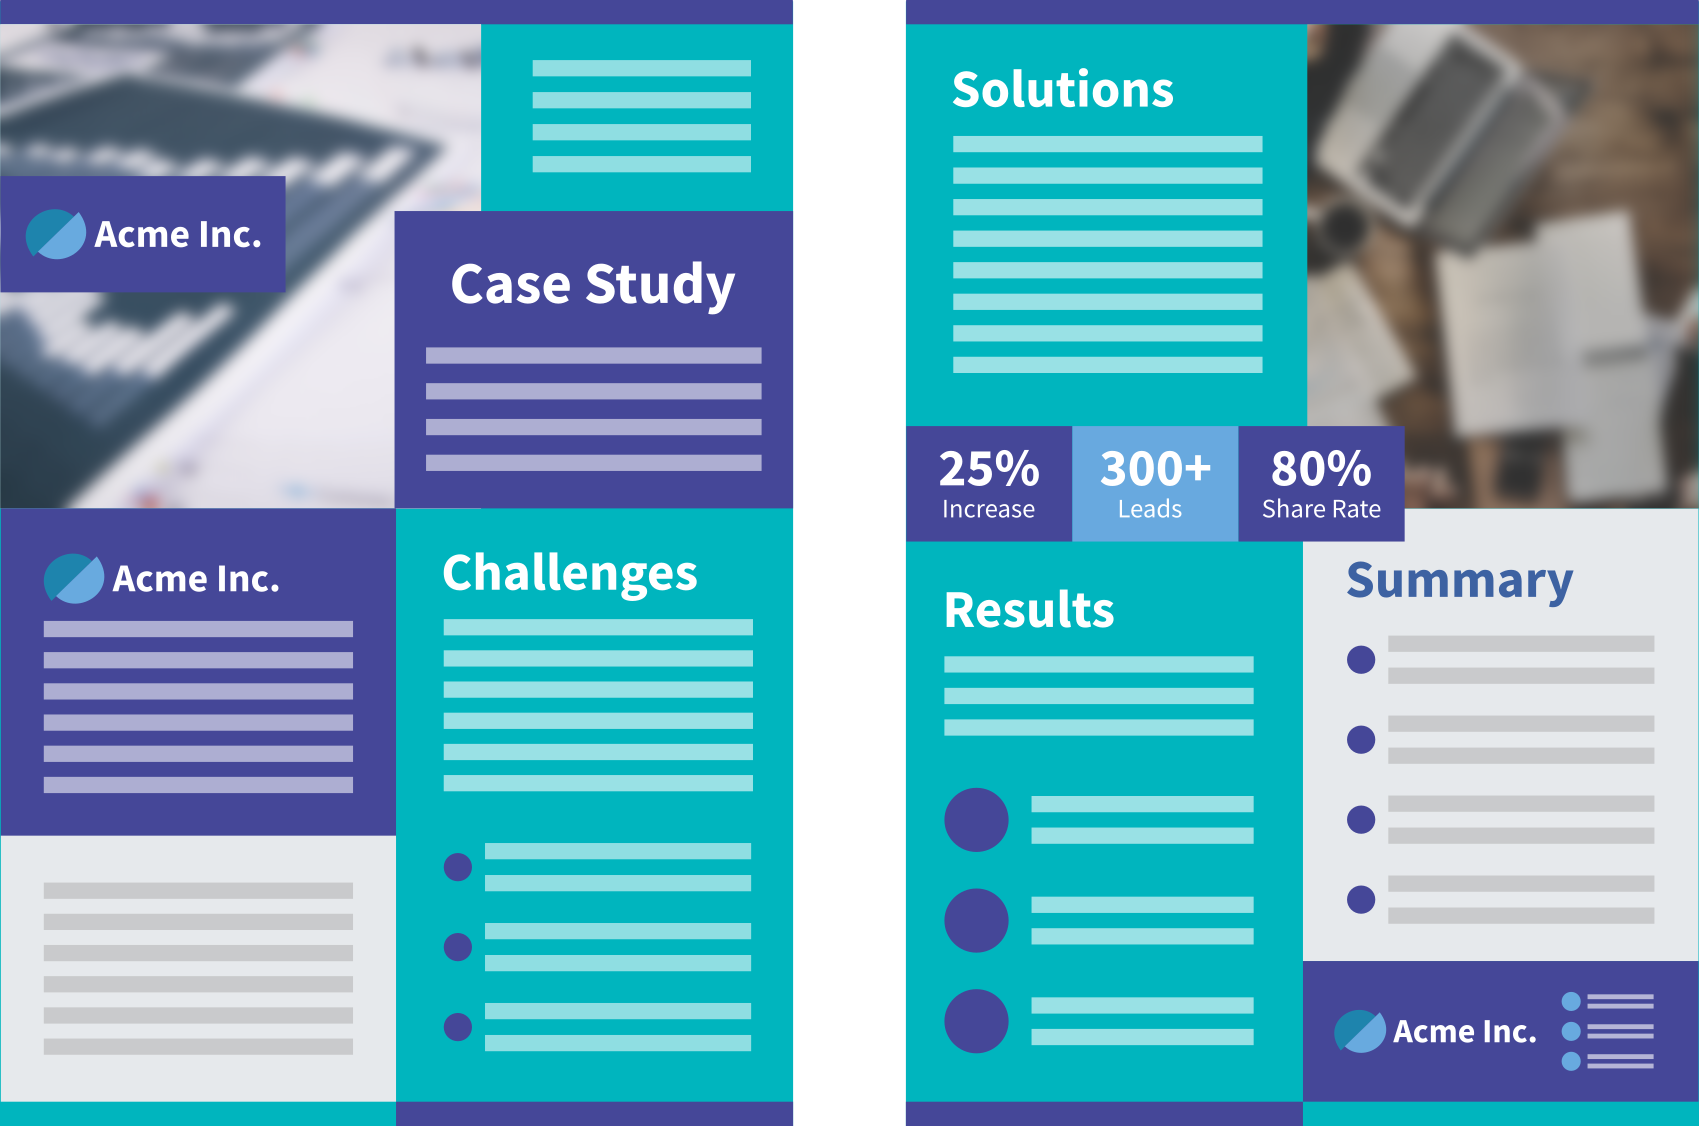 Acme Inc.
Case Study
Acme Inc.
Challenges
Solutions
25%
Increase
300+
Leads
80%
Share Rate
Results
Summary
Acme Inc.